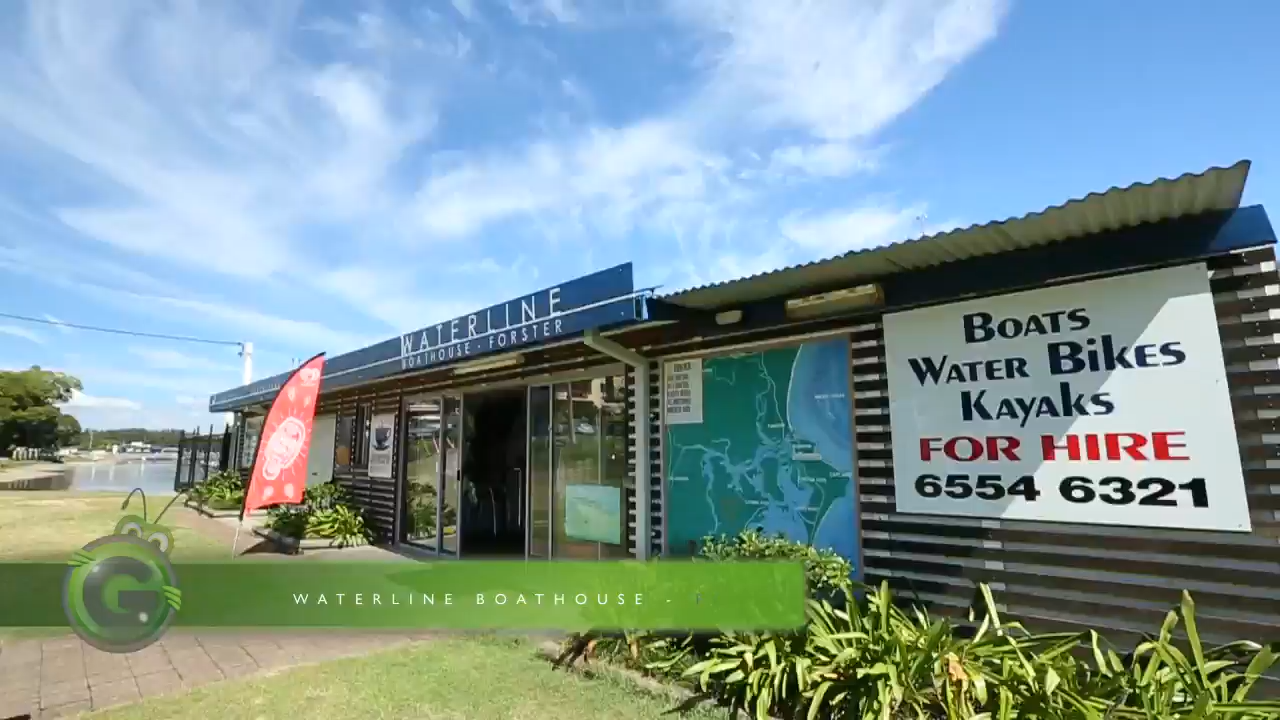 WATERLINE
BOATHOUSE - FORSTER
BOATS
WATER BIKES
KAYAKS
FOR HIRE
6554 6321
G
WATERLINE BOATHOUSE -